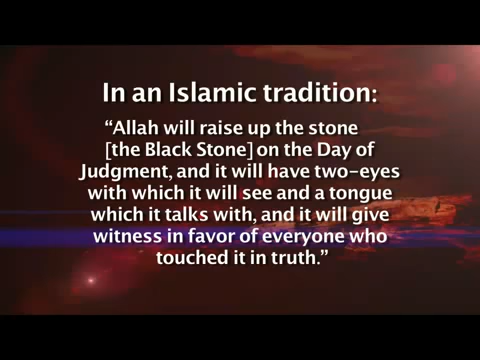 In an Islamic tradition:
“Allah will raise up the stone
[the Black Stone] on the Day of
Judgment, and it will have two-eyes
with which it will see and a tongue
which it talks with, and it will give
witness in favor of everyone who
touched it in truth.”